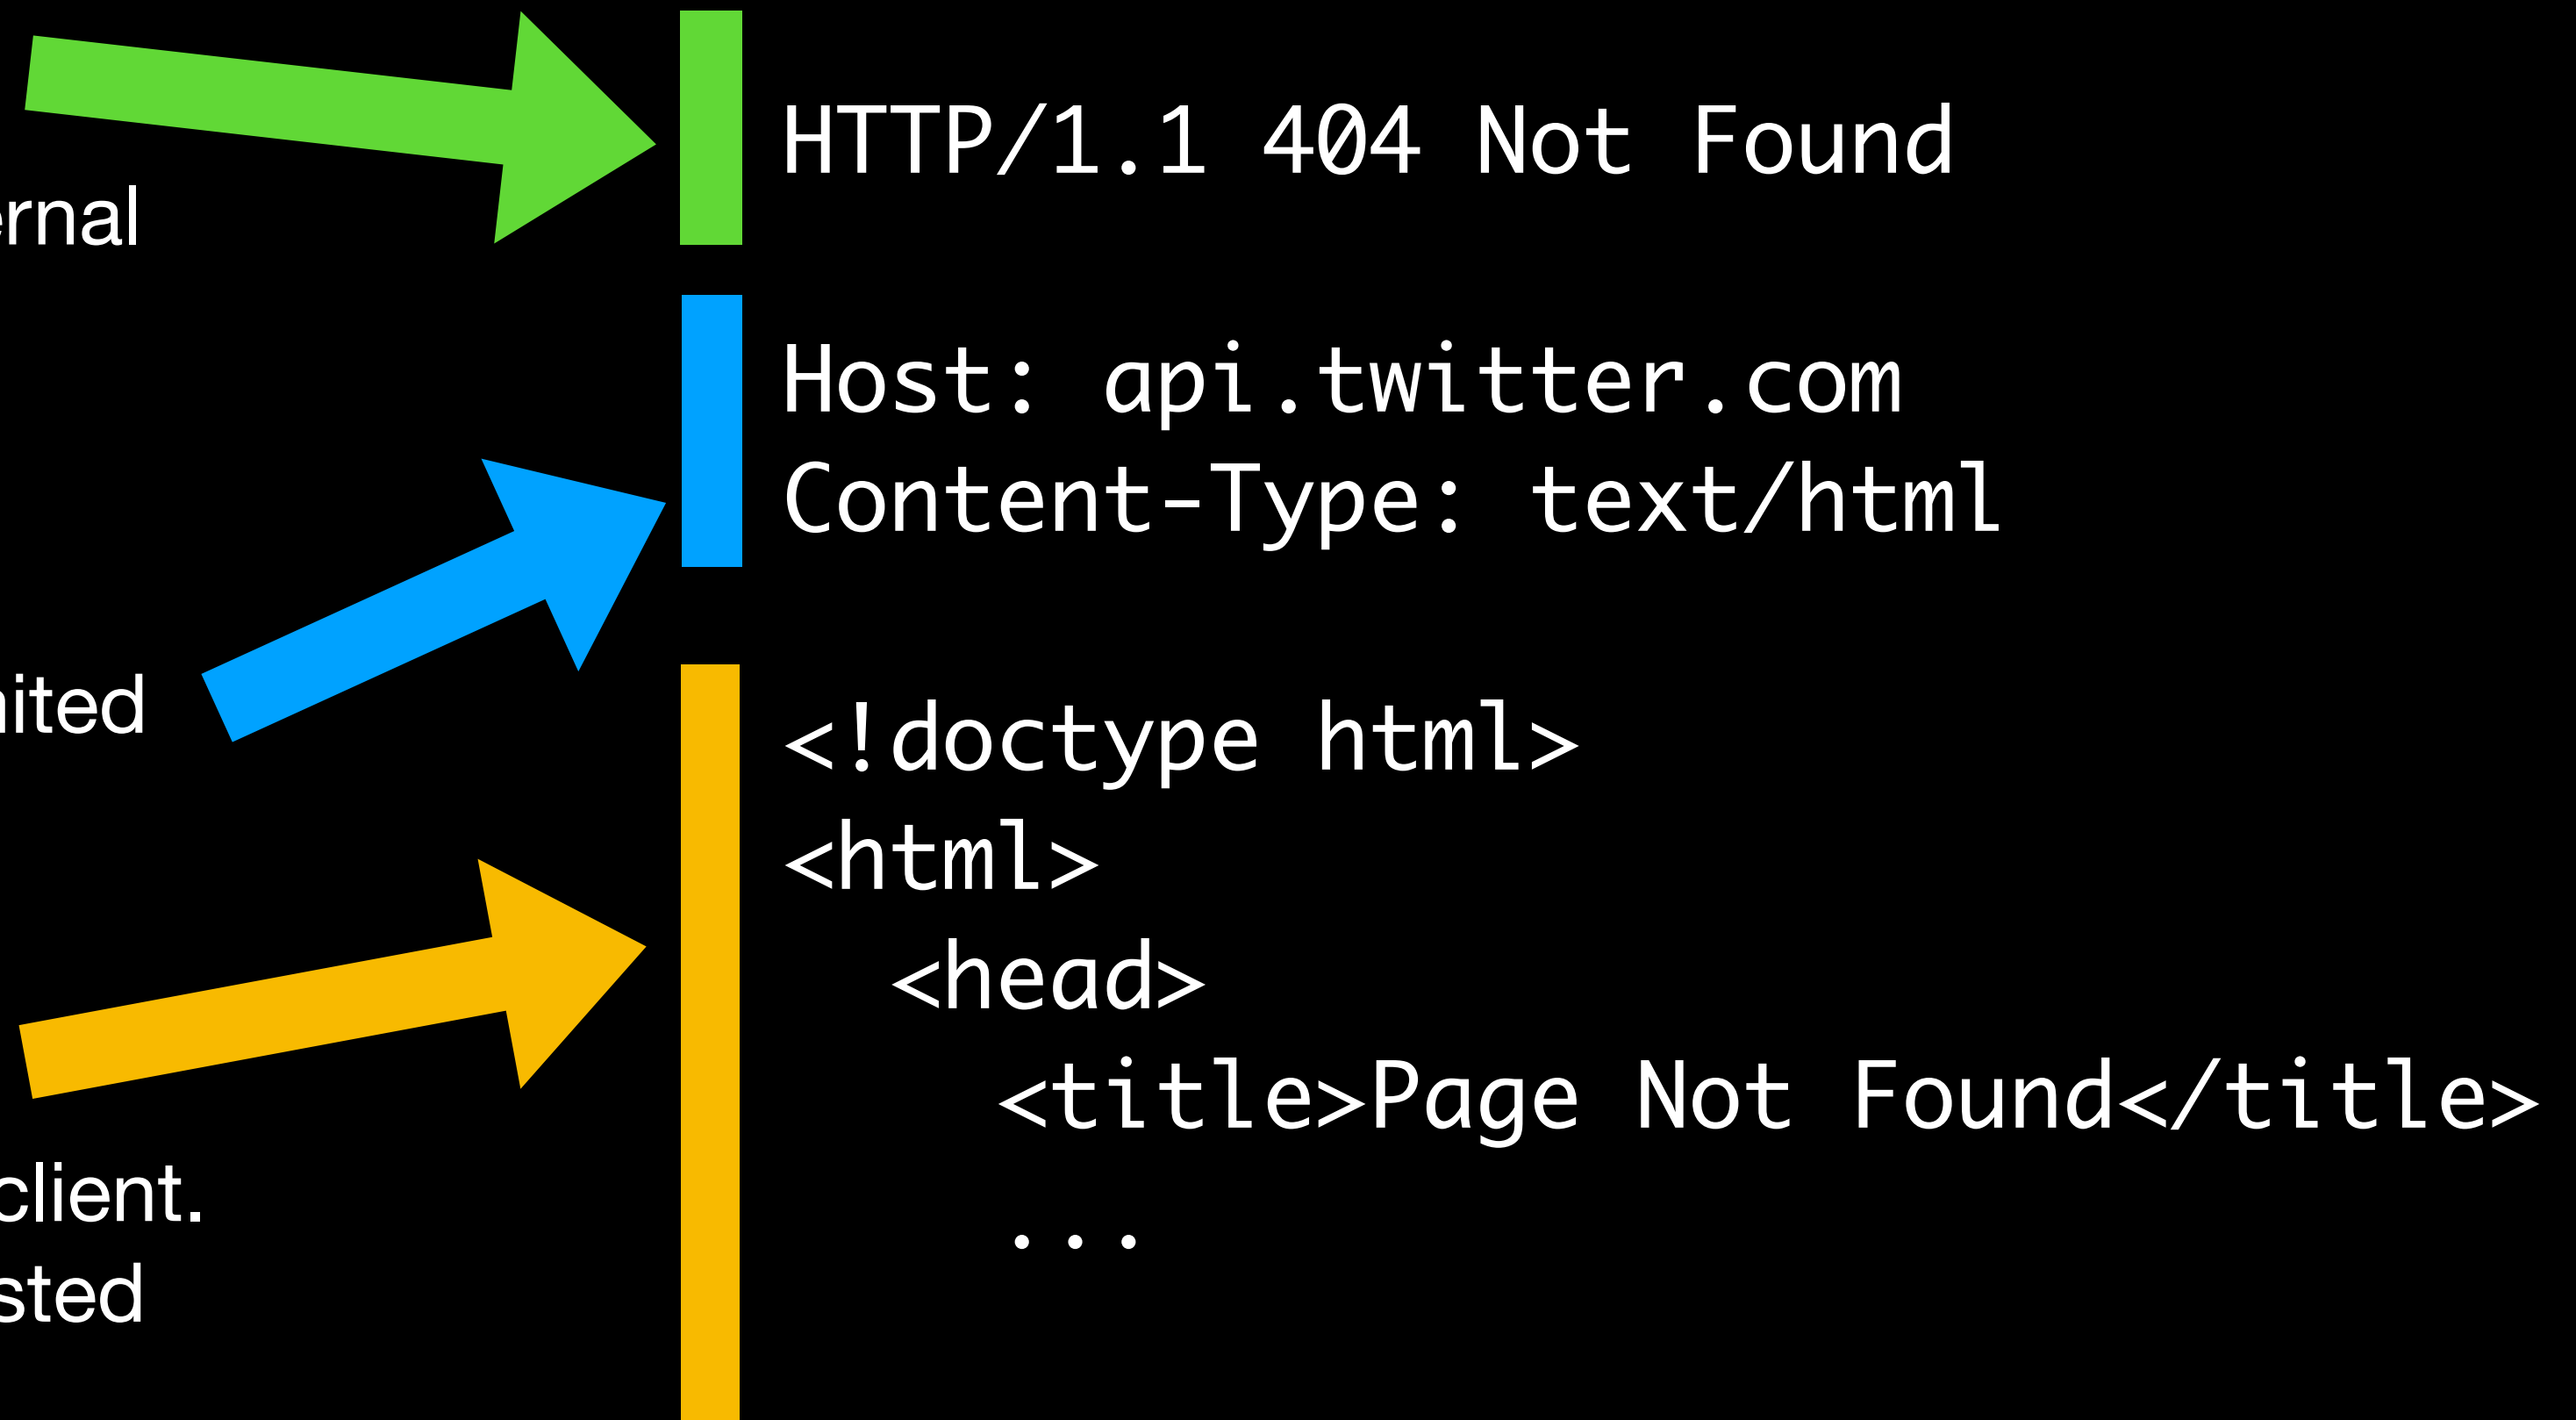 HTTP/1.1 404 Not Found
ernal
Host: api.twitter.com
Content-Type: text/html
nited
<!doctype html>
<html>
<head>
<title>Page Not Found</title>
...
client.
sted